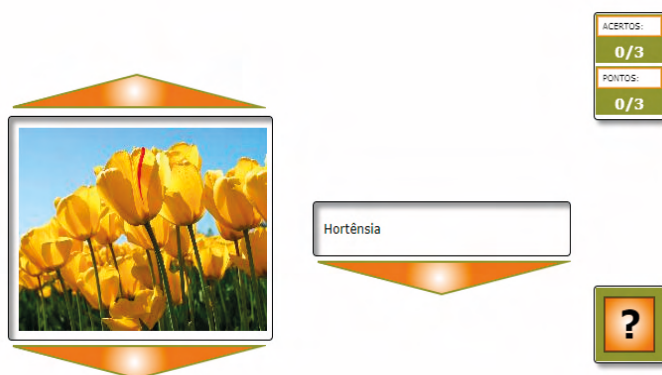 ACERTOS:
0/3
PONTOS:
0/3
Hortênsia
?